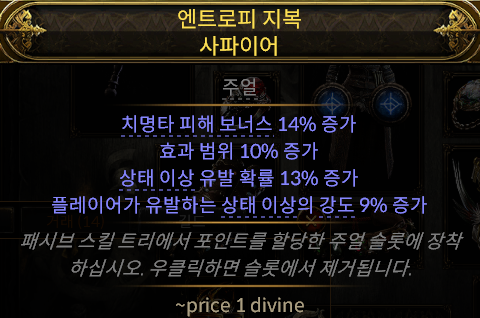 엔트로피 지복
사파이어
주얼
치명타 피해 보너스 14% 증가
효과 범위 10% 증가
상태 이상 유발 확률 13% 증가
플레이어가 유발하는 상태 이상의 강도 9% 증가
패시브 스킬 트리에서 포인트를 할당한 주얼 슬롯에 장착
하십시오. 우클릭하면 슬롯에서 제거됩니다.
~price 1 divine